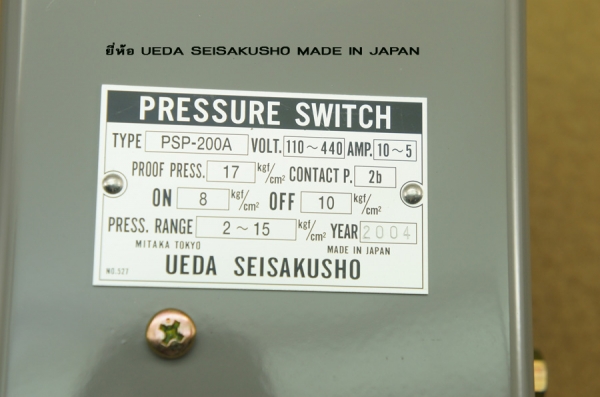 ยี่ห้อ UEDA SEISAKUSHO MADE IN JAPAN
PRESSURE SWITCH
TYPE PSP-200A VOLT. 110~440 AMP. 10~5
PROOF PRESS. 17 kgf/cm² CONTACT P. 2b
ON 8 kgf/cm² OFF 10 kgf/cm²
PRESS. RANGE 2~15 kgf/cm² YEAR 2004
MITAKA TOKYO MADE IN JAPAN
NO.527 UEDA SEISAKUSHO